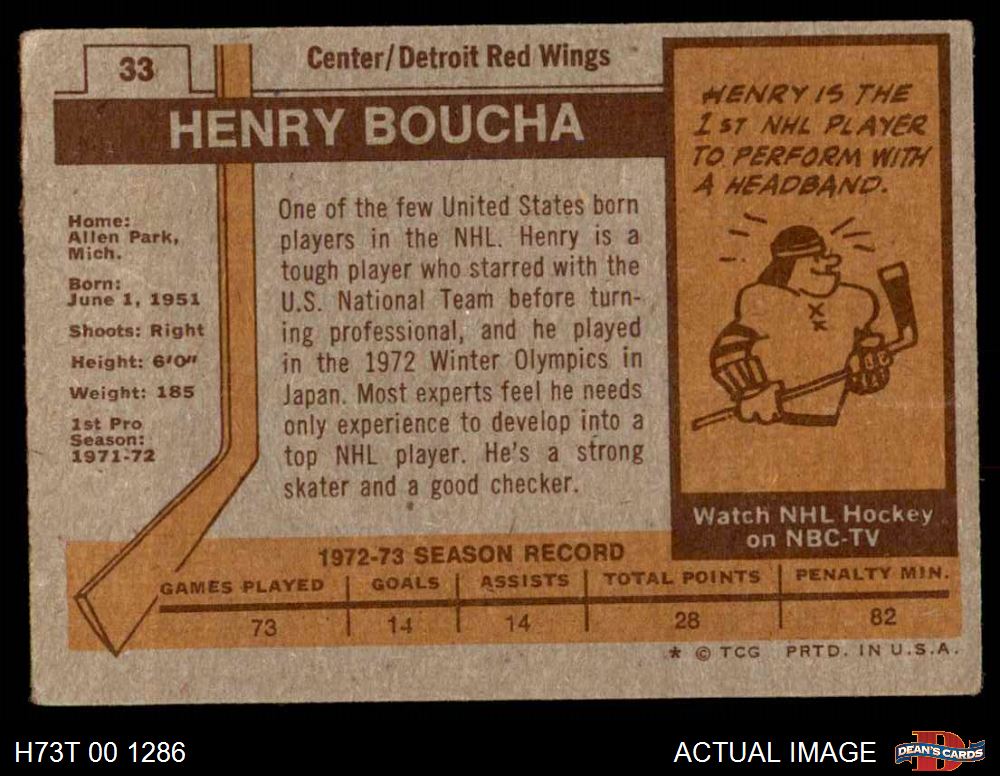 33
Center/Detroit Red Wings
HENRY BOUCHA
Home:
Allen Park,
Mich.
Born:
June 1, 1951
Shoots: Right
Height: 6'0"
Weight: 185
1st Pro
Season:
1971-72
One of the few United States born
players in the NHL. Henry is a
tough player who starred with the
U.S. National Team before turn-
ing professional, and he played
in the 1972 Winter Olympics in
Japan. Most experts feel he needs
only experience to develop into a
top NHL player. He's a strong
skater and a good checker.
HENRY IS THE
1ST NHL PLAYER
TO PERFORM WITH
A HEADBAND.
Watch NHL Hockey
on NBC-TV
1972-73 SEASON RECORD
GAMES PLAYED GOALS ASSISTS TOTAL POINTS PENALTY MIN.
73 14 14 28 82
* © TCG PRTD. IN U.S.A.
H73T 00 1286
ACTUAL IMAGE
DEAN'S CARDS